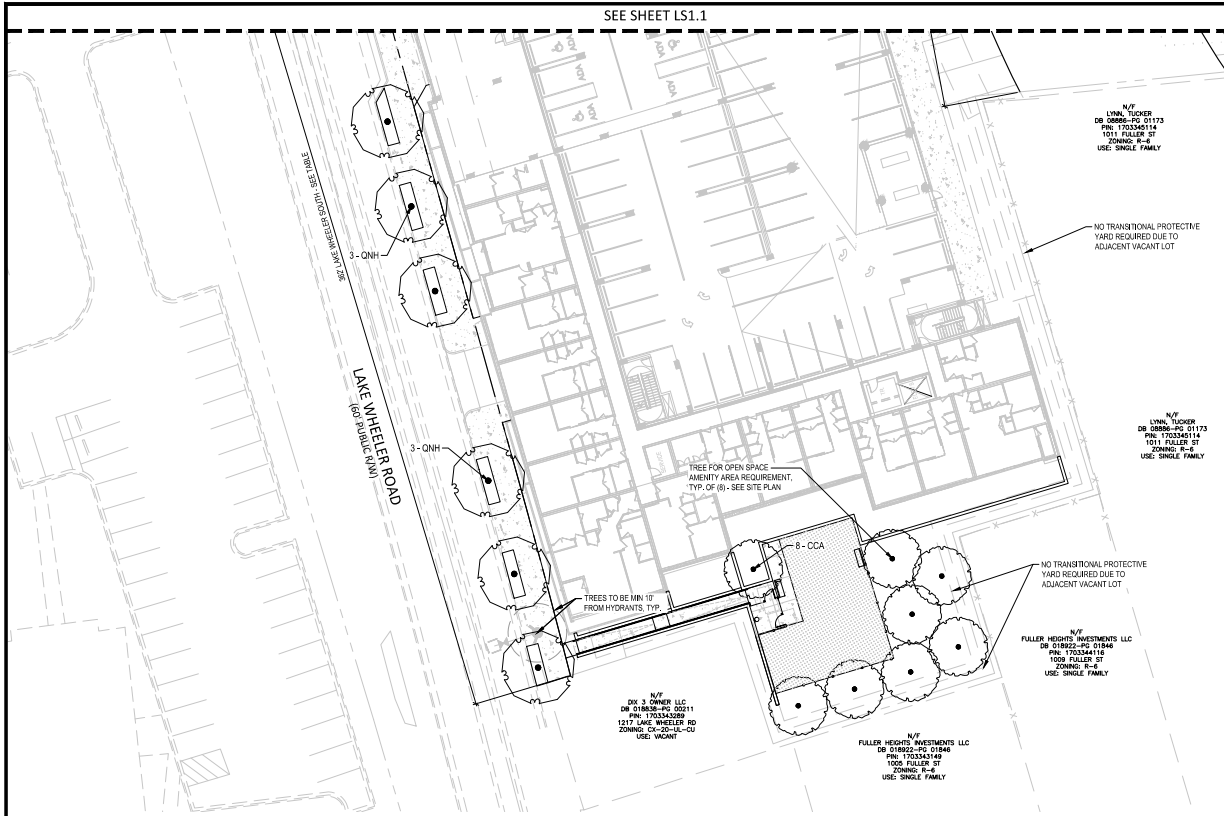 SEE SHEET LS1.1
ADA
ADA
ADA
ADA
ADA
N/F
LYNN, TUCKER
DB 08886-PG 01173
PIN: 1703345114
1011 FULLER ST
ZONING: R-6
USE: SINGLE FAMILY
362' LAKE WHEELER SOUTH - SEE TABLE
NO TRANSITIONAL PROTECTIVE
YARD REQUIRED DUE TO
ADJACENT VACANT LOT
3 - QNH
LAKE WHEELER ROAD
(60' PUBLIC R/W)
N/F
LYNN, TUCKER
DB 08886-PG 01173
PIN: 1703345114
1011 FULLER ST
ZONING: R-6
USE: SINGLE FAMILY
3 - QNH
TREE FOR OPEN SPACE
AMENITY AREA REQUIREMENT,
TYP. OF (8) - SEE SITE PLAN
8 - CCA
NO TRANSITIONAL PROTECTIVE
YARD REQUIRED DUE TO
ADJACENT VACANT LOT
TREES TO BE MIN 10'
FROM HYDRANTS, TYP.
N/F
FULLER HEIGHTS INVESTMENTS LLC
DB 018922-PG 01846
PIN: 1703344116
1009 FULLER ST
ZONING: R-6
USE: SINGLE FAMILY
N/F
DIX 3 OWNER LLC
DB 018838-PG 00211
PIN: 1703343289
1217 LAKE WHEELER RD
ZONING: CX-20-UL-CU
USE: VACANT
N/F
FULLER HEIGHTS INVESTMENTS LLC
DB 018922-PG 01846
PIN: 1703343149
1005 FULLER ST
ZONING: R-6
USE: SINGLE FAMILY